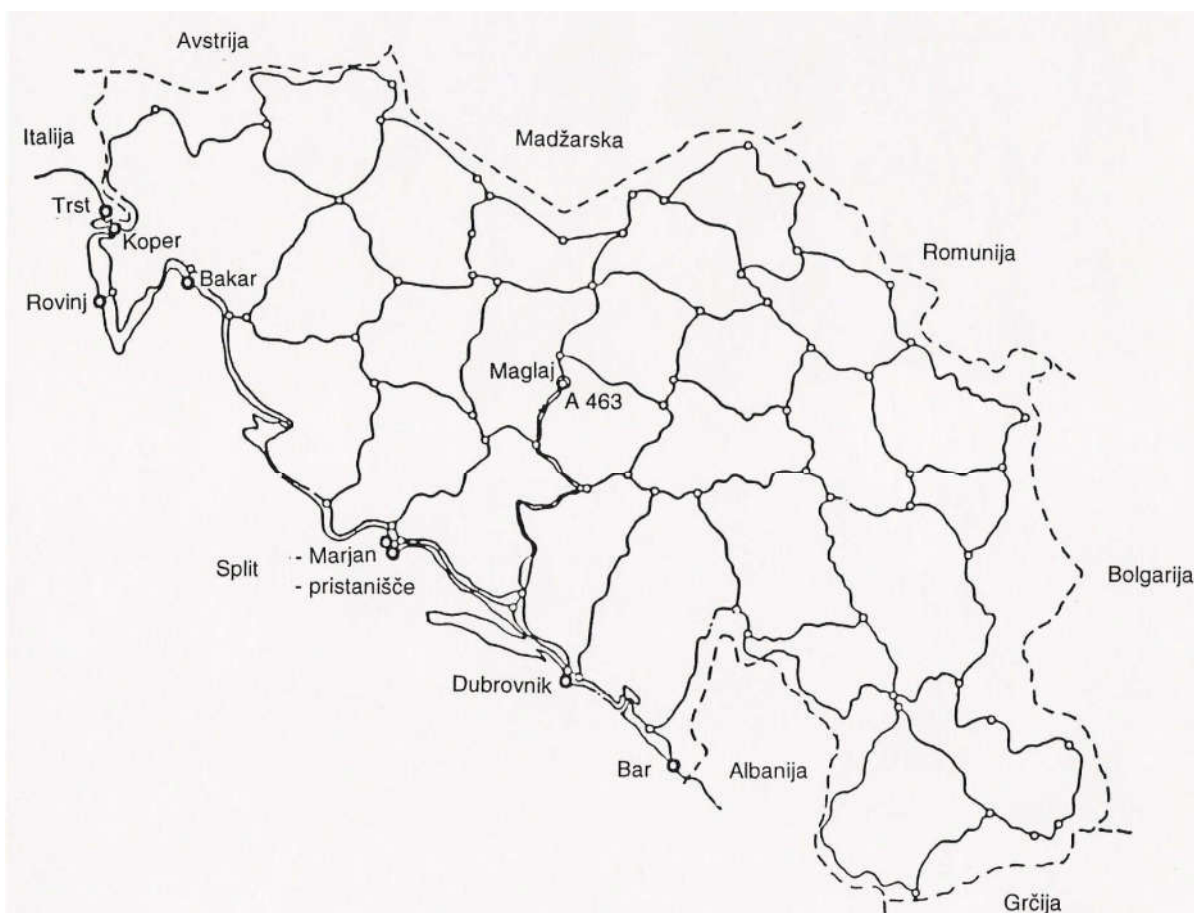 Avstrija
Italija
Madžarska
Trst
Koper
Romunija
Bakar
Rovinj
Maglaj
A 463
- Marjan
Split
- pristanišče
Bolgarija
Dubrovnik
Bar
Albanija
Grčija